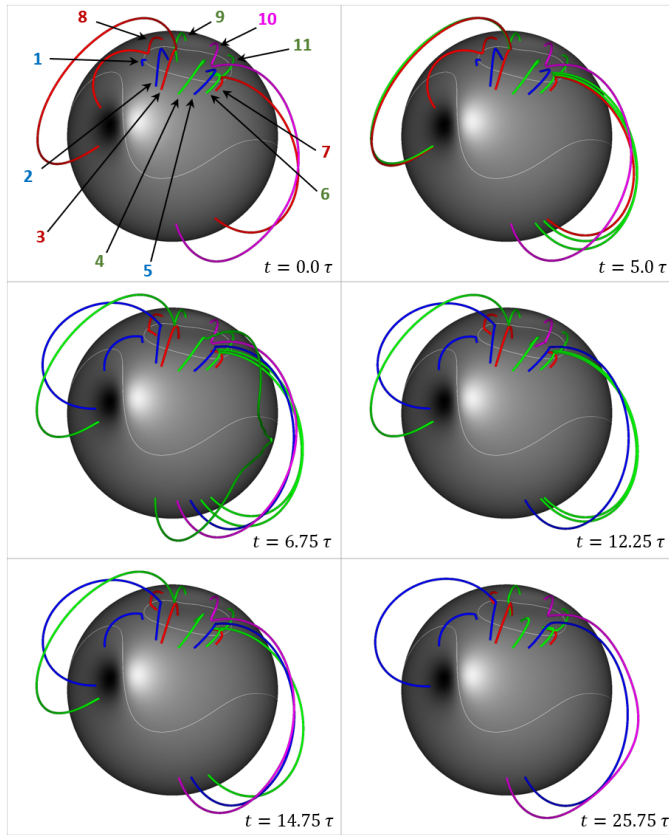 8
9
10
11
1
2
3
4
5
6
7
t = 0.0 τ
t = 5.0 τ
t = 6.75 τ
t = 12.25 τ
t = 14.75 τ
t = 25.75 τ